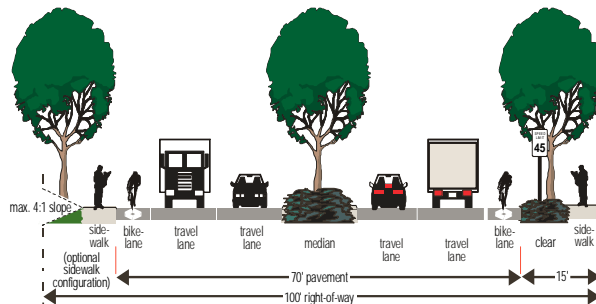 SPEED
LIMIT
45
max. 4:1 slope
side-
walk
bike-
lane
travel
lane
travel
lane
median
travel
lane
travel
lane
bike-
lane
clear
side-
walk
(optional
sidewalk
configuration)
70' pavement
15'
100' right-of-way